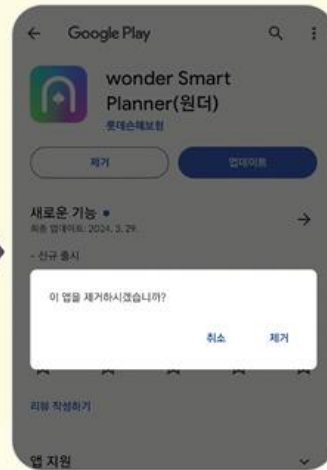 Google Play
wonder Smart
Planner(원더)
롯데손해보험
제거
업데이트
새로운 기능
최종 업데이트: 2024. 3. 29.
- 신규 출시
이 앱을 제거하시겠습니까?
취소
제거
리뷰 작성하기
앱 지원